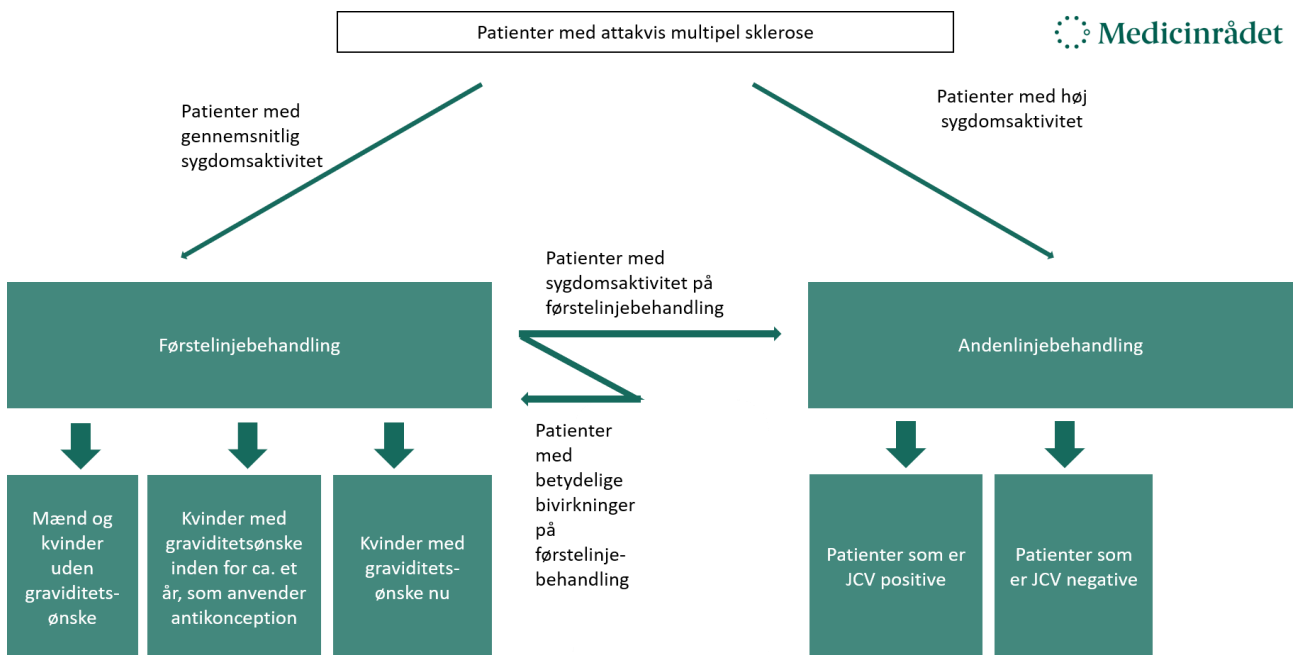 Patienter med attakvis multipel sklerose
Medicinrådet
Patienter med
gennemsnitlig
sygdomsaktivitet
Patienter med høj
sygdomsaktivitet
Patienter med
sygdomsaktivitet på
førstelinjebehandling
Førstelinjebehandling
Andenlinjebehandling
Patienter
med
betydelige
bivirkninger
på
førstelinje-
behandling
Mænd og
kvinder
uden
graviditets-
ønske
Kvinder med
graviditetsønske
inden for ca. et
år, som anvender
antikonception
Kvinder med
graviditets-
ønske nu
Patienter som er
JCV positive
Patienter som
er JCV negative